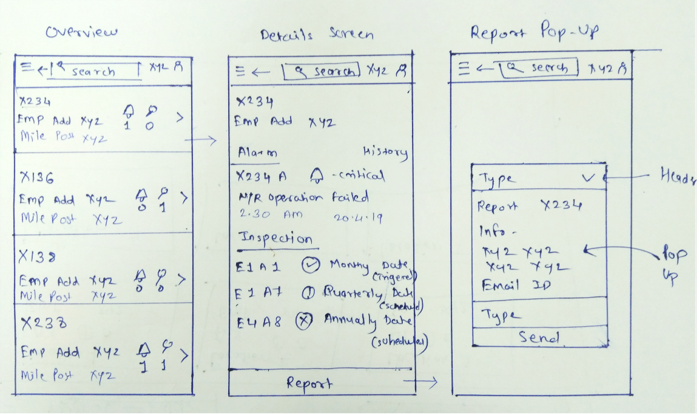 Overview
search XYZ
X234
Emp Add XYZ 1 0
Mile Post XYZ
X136
Emp Add XYZ 0 1
Mile Post XYZ
X138
Emp Add XYZ 0 0
Mile Post XYZ
X238
Emp Add XYZ 1 1
Mile Post XYZ
Details Screen
search XYZ
X234
Emp Add XYZ
Alarm History
X234 A - critical
N/R Operation Failed
2.30 AM 20.4.19
Inspection
E1 A1 Monthly Date
E1 A7 Quarterly Date
E4 A8 Annually Date
Report
Report Pop-Up
search XYZ
Type
Report X234
Info -
XYZ XYZ
XYZ XYZ
Email ID
Type
Send
Header
Pop
Up